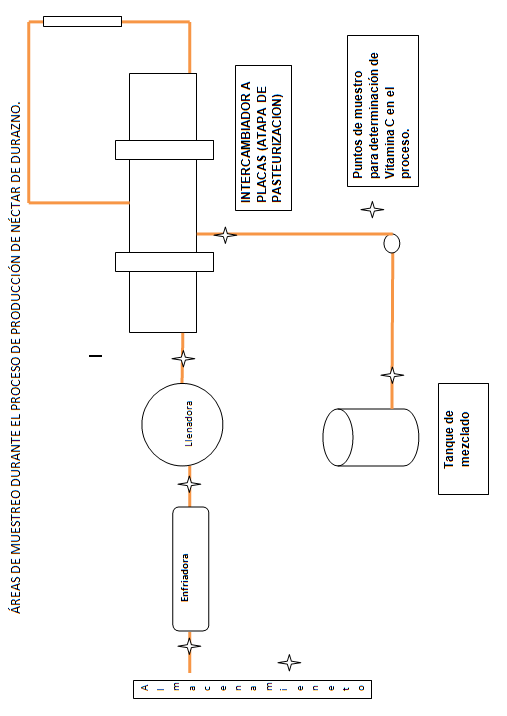 ÁREAS DE MUESTREO DURANTE EL PROCESO DE PRODUCCIÓN DE NÉCTAR DE DURAZNO.
INTERCAMBIADOR A
PLACAS (ATAPA DE
PASTEURIZACION)
Puntos de muestro
para determinación de
Vitamina C en el
proceso.
Llenadora
Tanque de
mezclado
Enfriadora
A l m a c e n a m i e n e t o